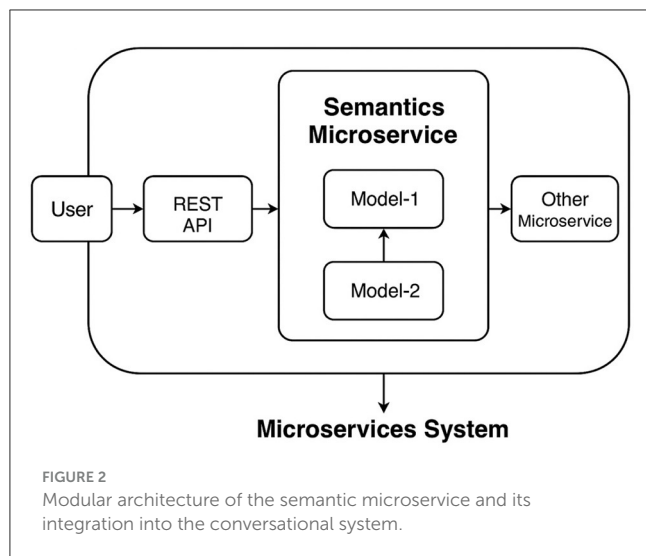 Semantics
Microservice
User
REST
API
Model-1
Model-2
Other
Microservice
Microservices System
FIGURE 2
Modular architecture of the semantic microservice and its
integration into the conversational system.